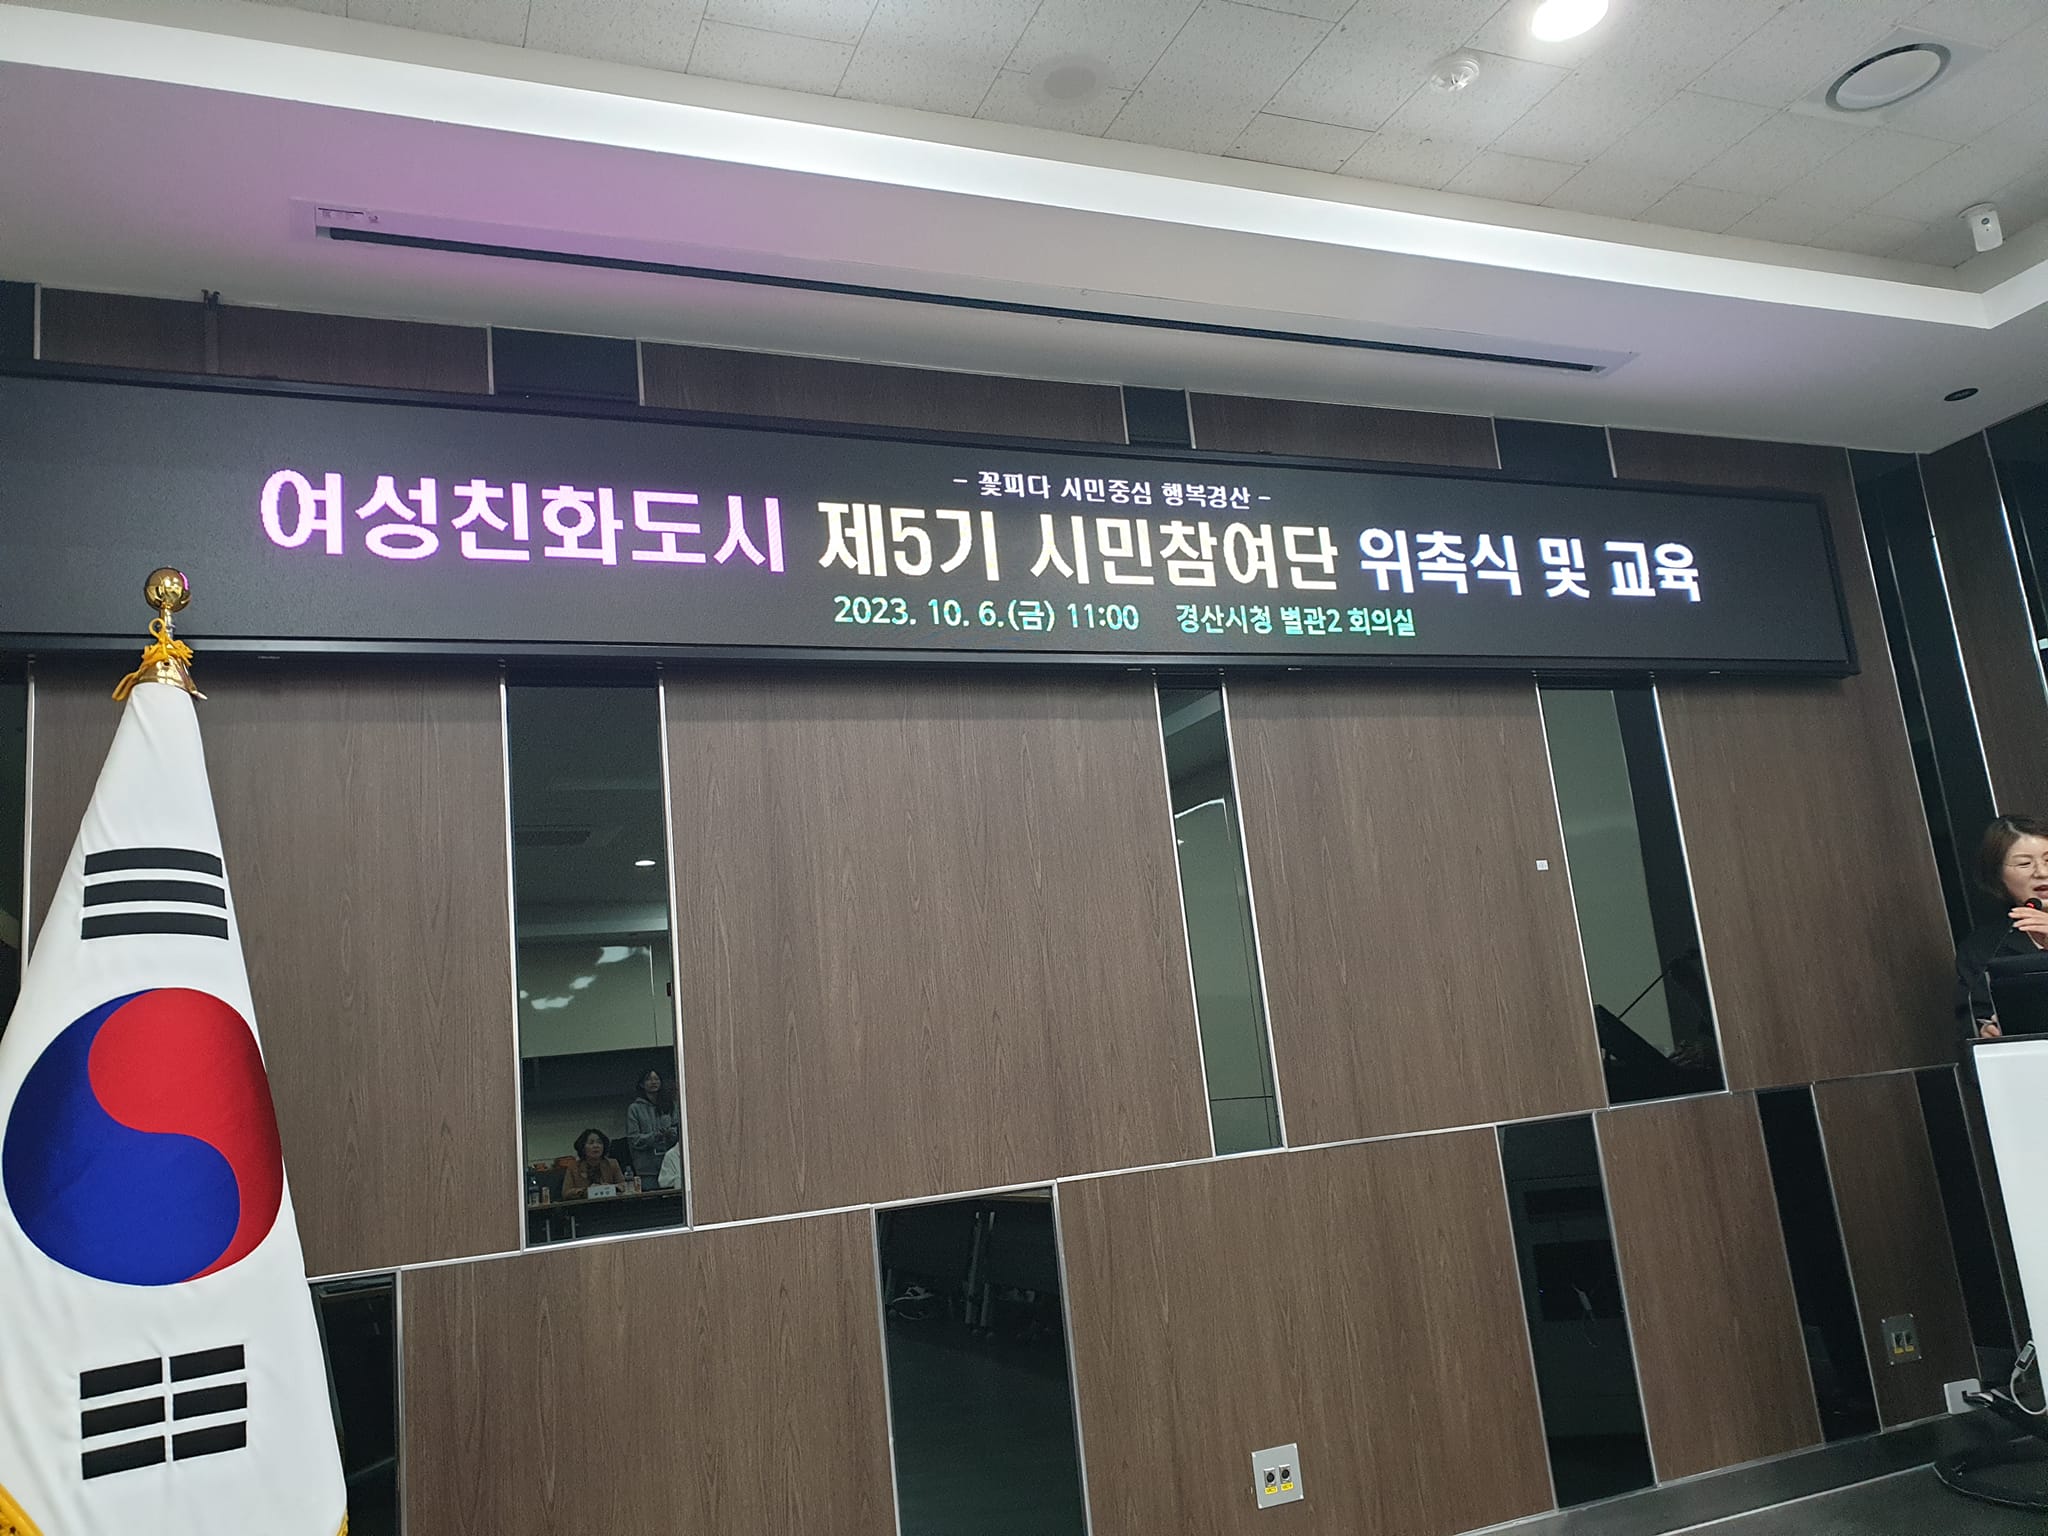 - 꽃피다 시민중심 행복경산 -
여성친화도시 제5기 시민참여단 위촉식 및 교육
2023. 10. 6.(금) 11:00 경산시청 별관2 회의실